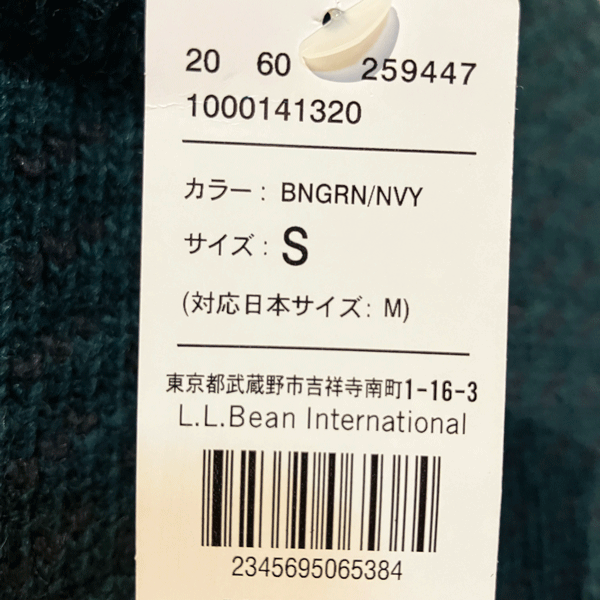 20 60 259447
1000141320
カラー: BNGRN/NVY
サイズ: S
(対応日本サイズ: M)
東京都武蔵野市吉祥寺南町1-16-3
L.L.Bean International
2345695065384